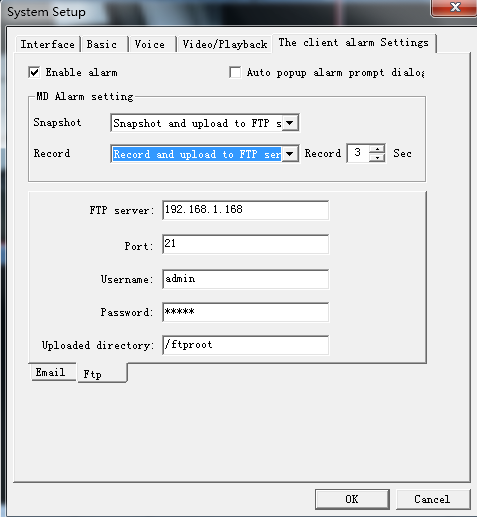 System Setup
Interface Basic Voice Video/Playback The client alarm Settings
Enable alarm Auto popup alarm prompt dialog
MD Alarm setting
Snapshot Snapshot and upload to FTP s
Record Record and upload to FTP ser Record 3 Sec
FTP server: 192.168.1.168
Port: 21
Username: admin
Password: *****
Uploaded directory: /ftproot
Email Ftp
OK Cancel